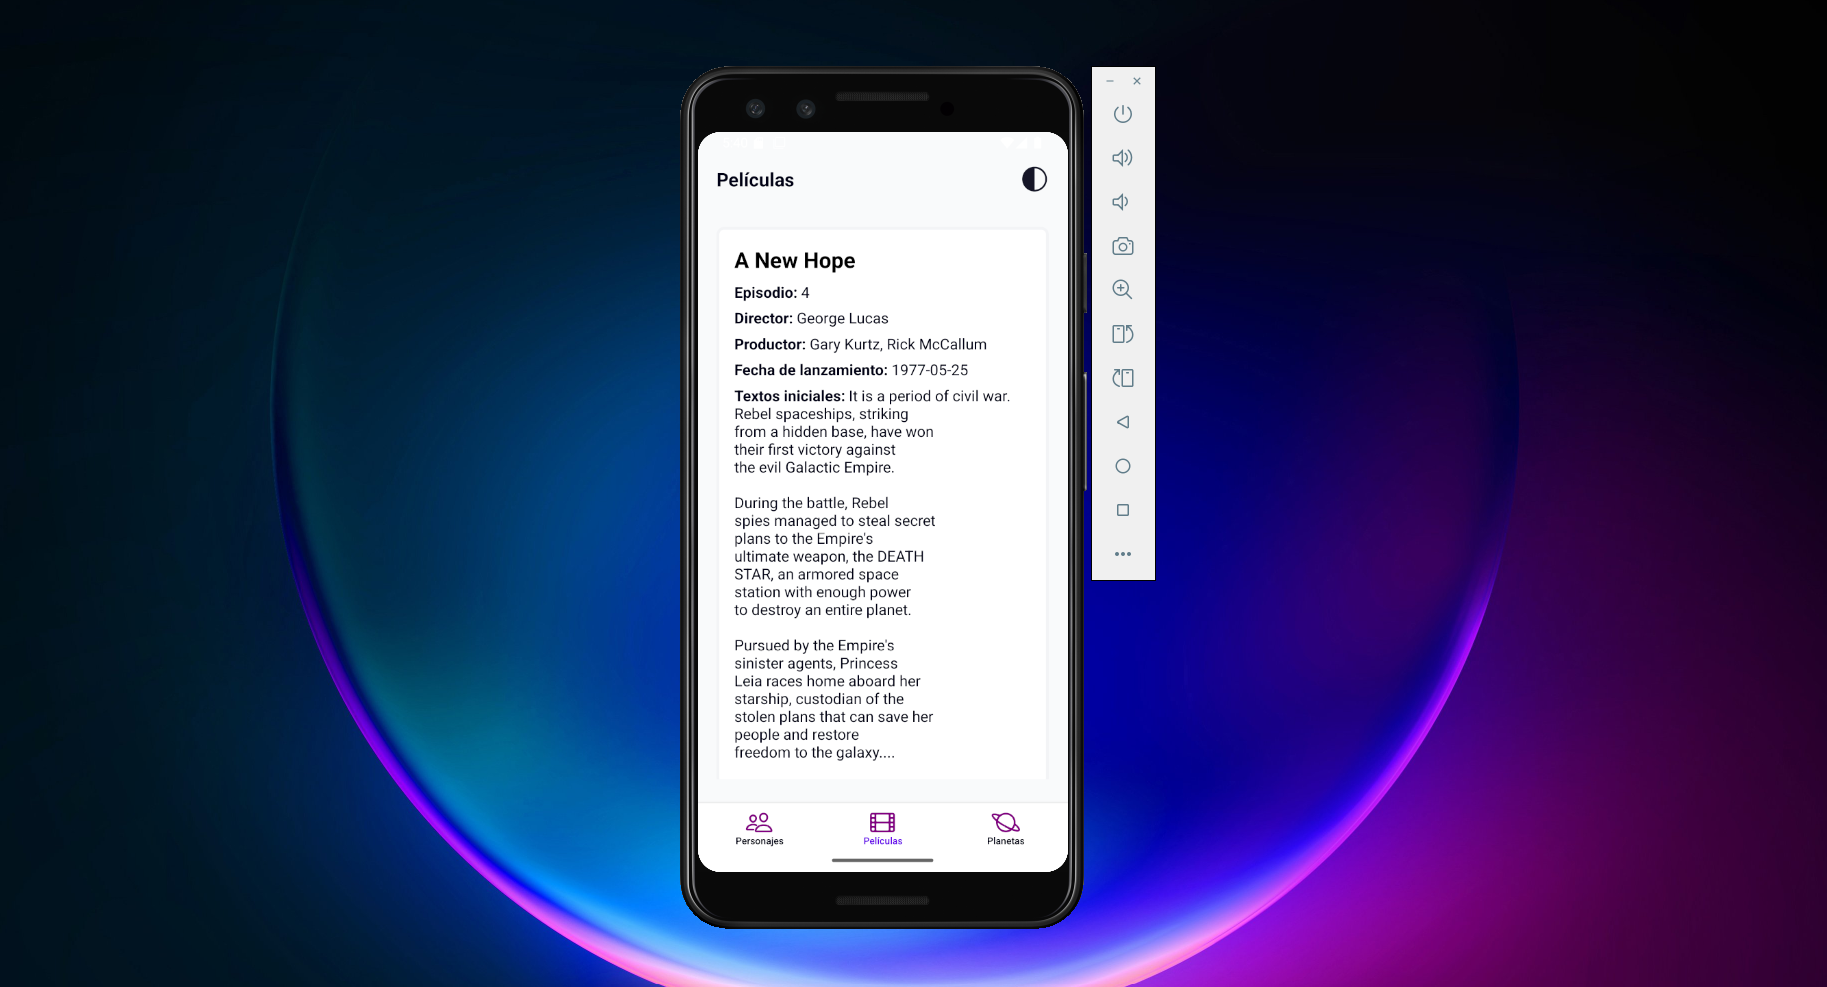 Películas
A New Hope
Episodio: 4
Director: George Lucas
Productor: Gary Kurtz, Rick McCallum
Fecha de lanzamiento: 1977-05-25
Textos iniciales: It is a period of civil war.
Rebel spaceships, striking
from a hidden base, have won
their first victory against
the evil Galactic Empire.
During the battle, Rebel
spies managed to steal secret
plans to the Empire's
ultimate weapon, the DEATH
STAR, an armored space
station with enough power
to destroy an entire planet.
Pursued by the Empire's
sinister agents, Princess
Leia races home aboard her
starship, custodian of the
stolen plans that can save her
people and restore
freedom to the galaxy....
Personajes
Películas
Planetas